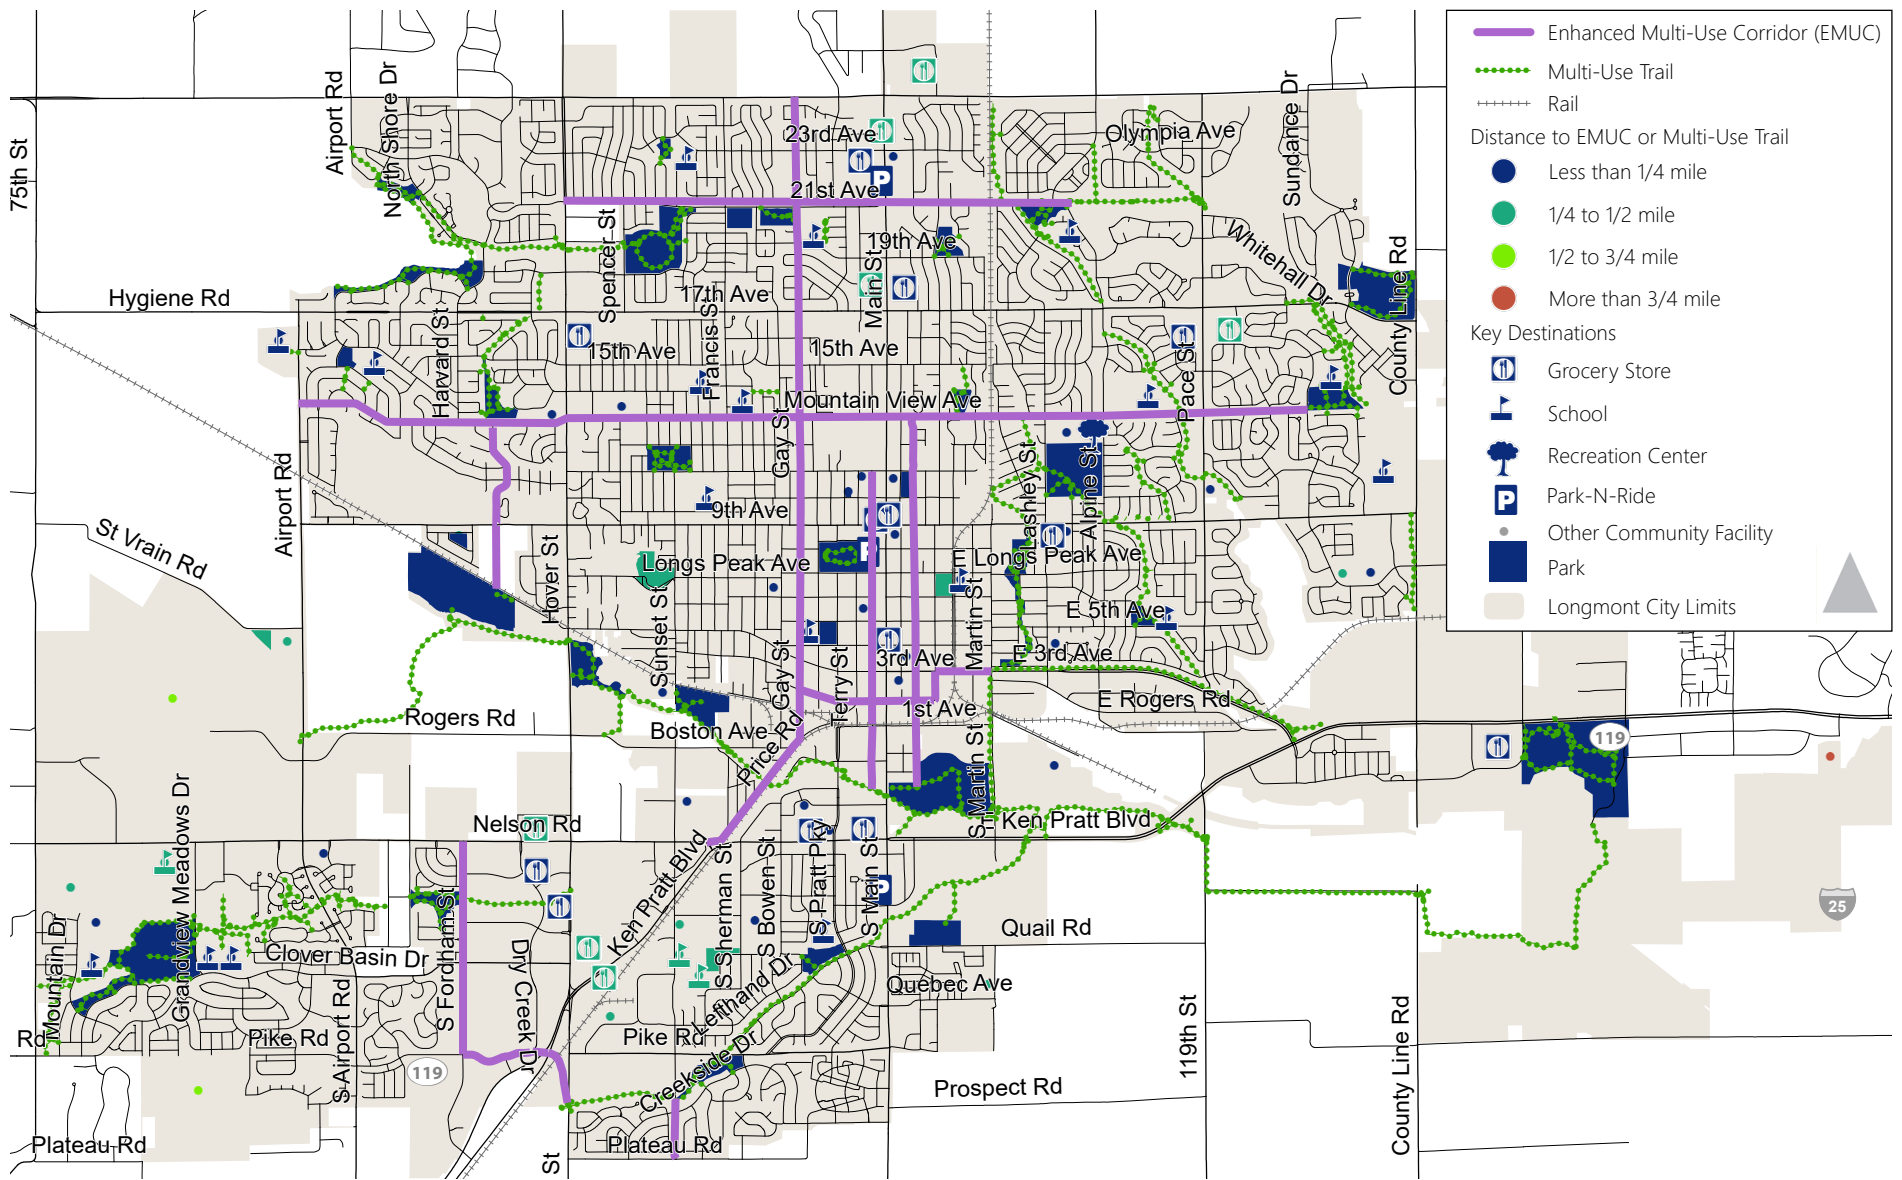 Enhanced Multi-Use Corridor (EMUC)
Multi-Use Trail
Rail
Distance to EMUC or Multi-Use Trail
Less than 1/4 mile
1/4 to 1/2 mile
1/2 to 3/4 mile
More than 3/4 mile
Key Destinations
Grocery Store
School
Recreation Center
P
Park-N-Ride
Other Community Facility
Park
Longmont City Limits
75th St
Airport Rd
North Shore Dr
23rd Ave
Olympia Ave
Sundance Dr
P
21st Ave
Spencer St
19th Ave
Main St
Whitehall Dr
County Line Rd
Hygiene Rd
17th Ave
Harvard St
Francis St
15th Ave
15th Ave
Pace St
Mountain View Ave
Gay St
Airport Rd
9th Ave
Lashley St
Alpine St
St Vrain Rd
Hover St
Longs Peak Ave
P
E Longs Peak Ave
Sunset St
Martin St
E 5th Ave
Gay St
Terry St
3rd Ave
E 3rd Ave
Rogers Rd
Boston Ave
Price Rd
1st Ave
E Rogers Rd
119
S Martin St
Grandview Meadows Dr
Nelson Rd
Ken Pratt Blvd
Ken Pratt Blvd
S Sherman St
S Bowen St
S Pratt Pky
S Main St
P
25
Mountain Dr
S Fordham St
Quail Rd
Clover Basin Dr
Dry Creek Dr
Lefthand Dr
Quebec Ave
S Airport Rd
Rd
Pike Rd
Pike Rd
119th St
County Line Rd
119
Creekside Dr
Prospect Rd
Plateau Rd
Plateau Rd
St